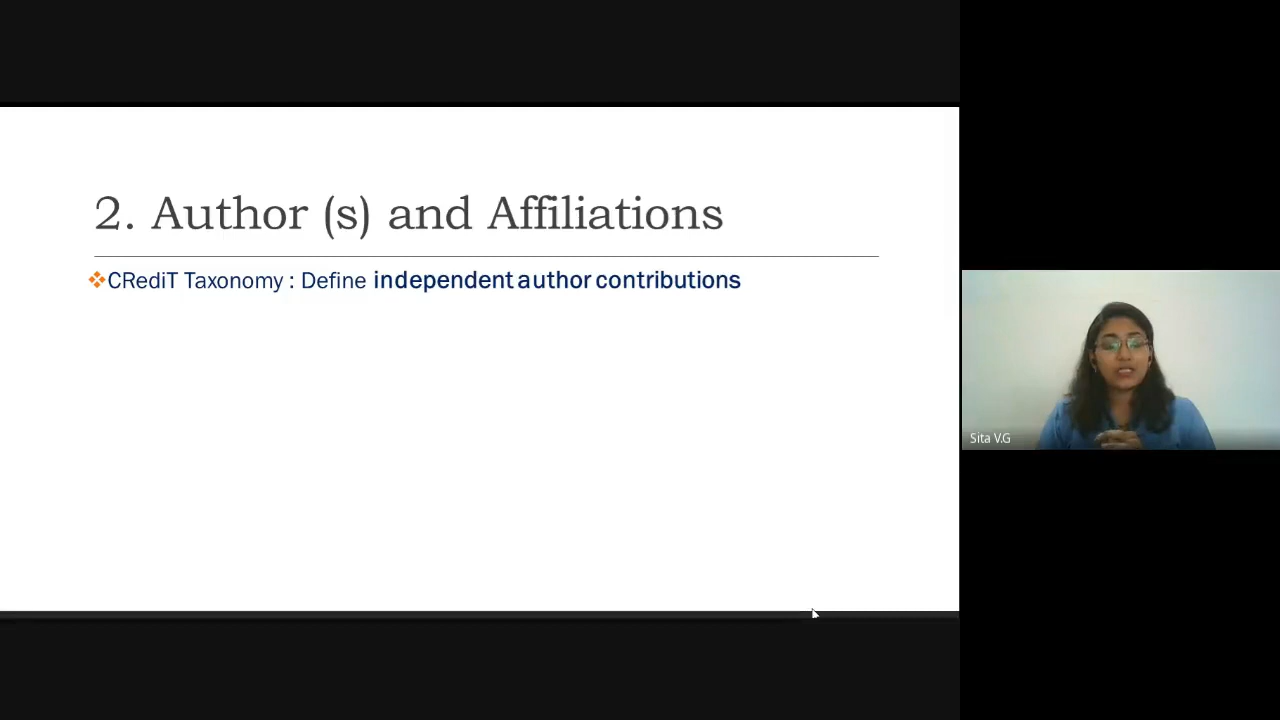 2. Author (s) and Affiliations
❖CRediT Taxonomy : Define independent author contributions
Sita V.G